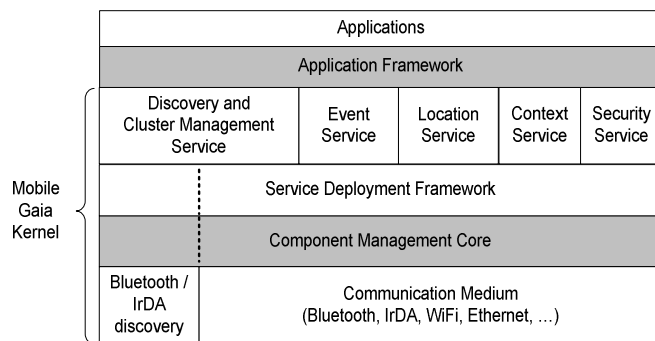 Applications
Application Framework
Discovery and
Cluster Management
Service
Event
Service
Location
Service
Context
Service
Security
Service
Mobile
Gaia
Kernel
Service Deployment Framework
Component Management Core
Bluetooth /
IrDA
discovery
Communication Medium
(Bluetooth, IrDA, WiFi, Ethernet, …)